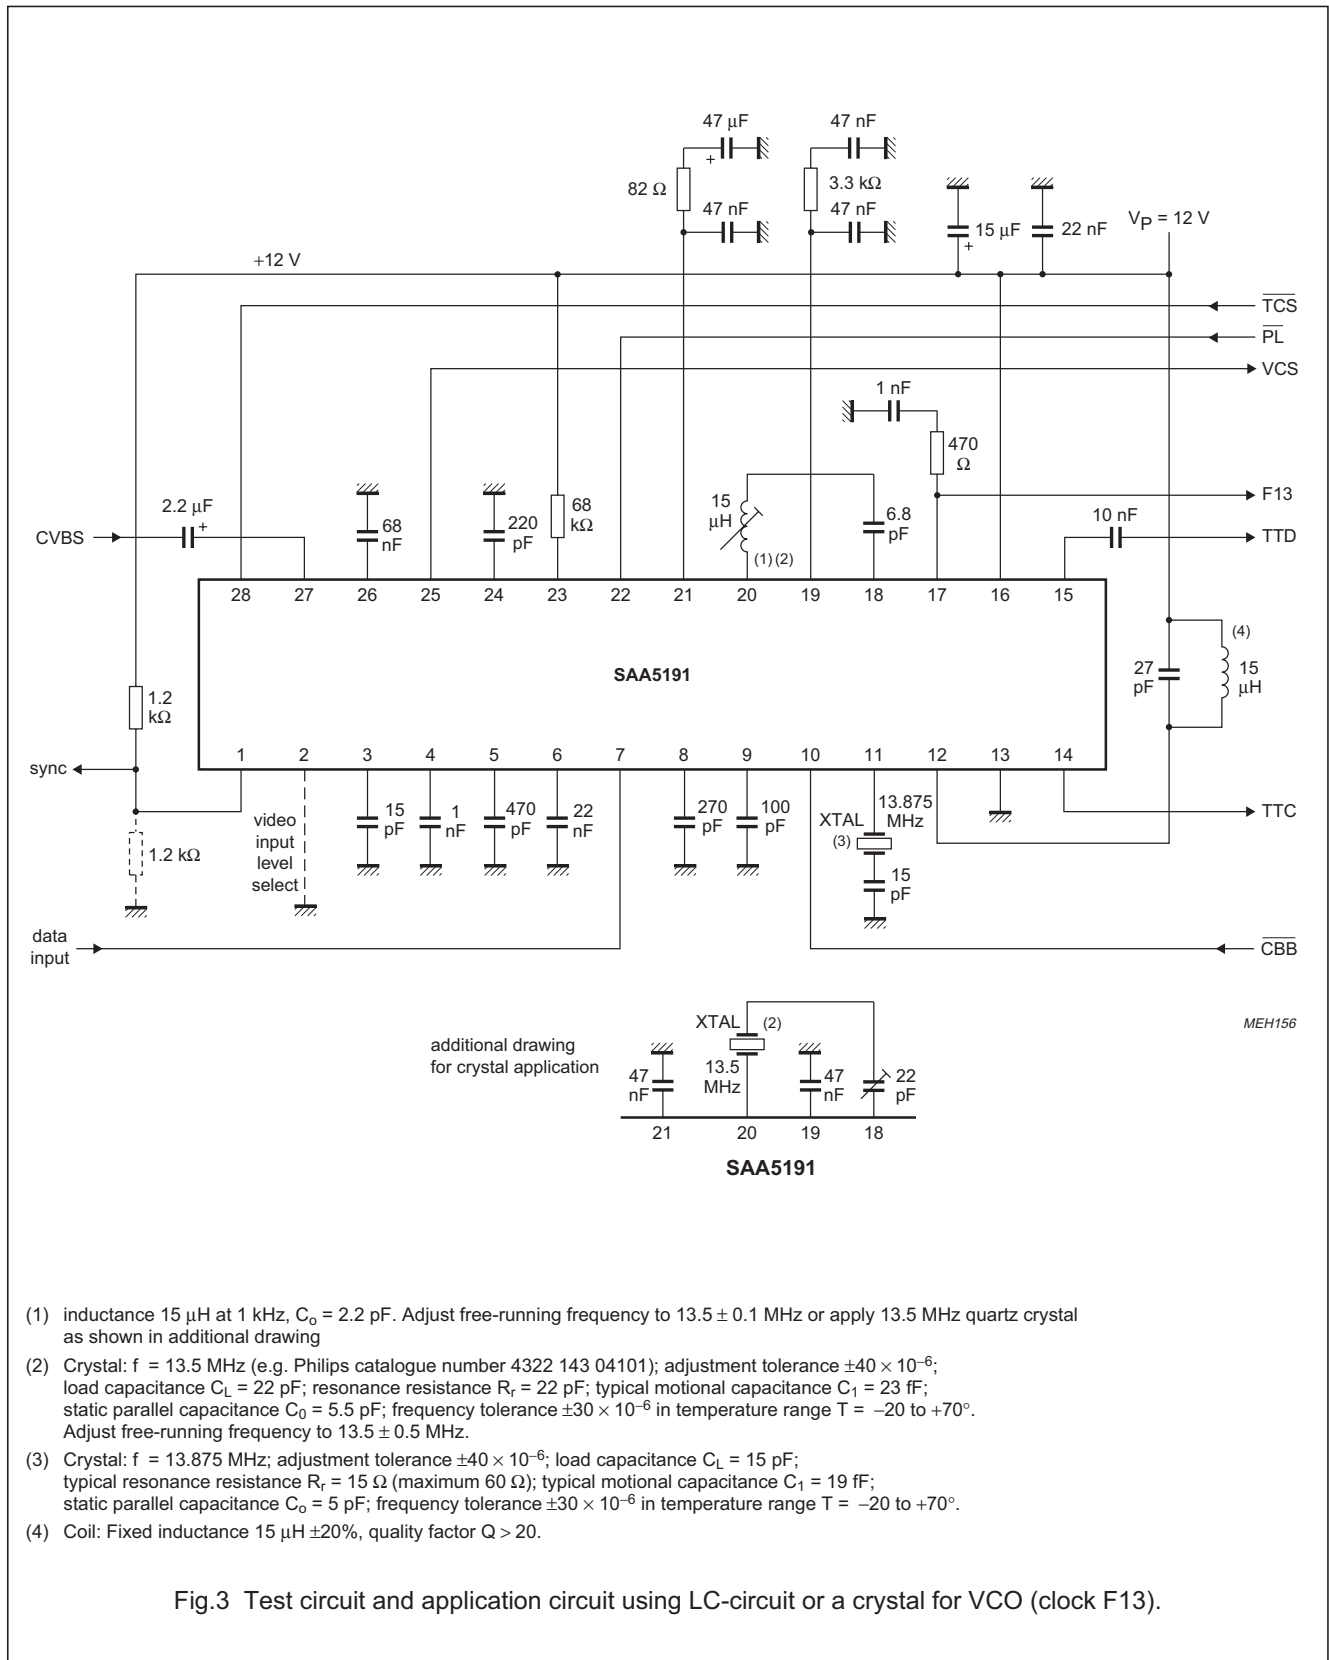 47 μF
47 nF
+
82 Ω
3.3 kΩ
47 nF
47 nF
15 μF
+
22 nF
VP = 12 V
+12 V
TCS
PL
VCS
1 nF
470
Ω
F13
2.2 μF
+
CVBS
68
nF
220
pF
68
kΩ
15
μH
(1) (2)
6.8
pF
10 nF
TTD
28 27 26 25 24 23 22 21 20 19 18 17 16 15
SAA5191
(4)
27
pF
15
μH
1.2
kΩ
1 2 3 4 5 6 7 8 9 10 11 12 13 14
sync
1.2 kΩ
video
input
level
select
15
pF
1
nF
470
pF
22
nF
270
pF
100
pF
13.875
MHz
XTAL
(3)
15
pF
TTC
data
input
CBB
MEH156
additional drawing
for crystal application
XTAL (2)
47
nF
13.5
MHz
47
nF
22
pF
21 20 19 18
SAA5191
(1) inductance 15 μH at 1 kHz, Co = 2.2 pF. Adjust free-running frequency to 13.5 ± 0.1 MHz or apply 13.5 MHz quartz crystal
as shown in additional drawing
(2) Crystal: f = 13.5 MHz (e.g. Philips catalogue number 4322 143 04101); adjustment tolerance ±40 × 10–6;
load capacitance CL = 22 pF; resonance resistance Rr = 22 pF; typical motional capacitance C1 = 23 fF;
static parallel capacitance C0 = 5.5 pF; frequency tolerance ±30 × 10–6 in temperature range T = –20 to +70°.
Adjust free-running frequency to 13.5 ± 0.5 MHz.
(3) Crystal: f = 13.875 MHz; adjustment tolerance ±40 × 10–6; load capacitance CL = 15 pF;
typical resonance resistance Rr = 15 Ω (maximum 60 Ω); typical motional capacitance C1 = 19 fF;
static parallel capacitance Co = 5 pF; frequency tolerance ±30 × 10–6 in temperature range T = –20 to +70°.
(4) Coil: Fixed inductance 15 μH ±20%, quality factor Q > 20.
Fig.3 Test circuit and application circuit using LC-circuit or a crystal for VCO (clock F13).